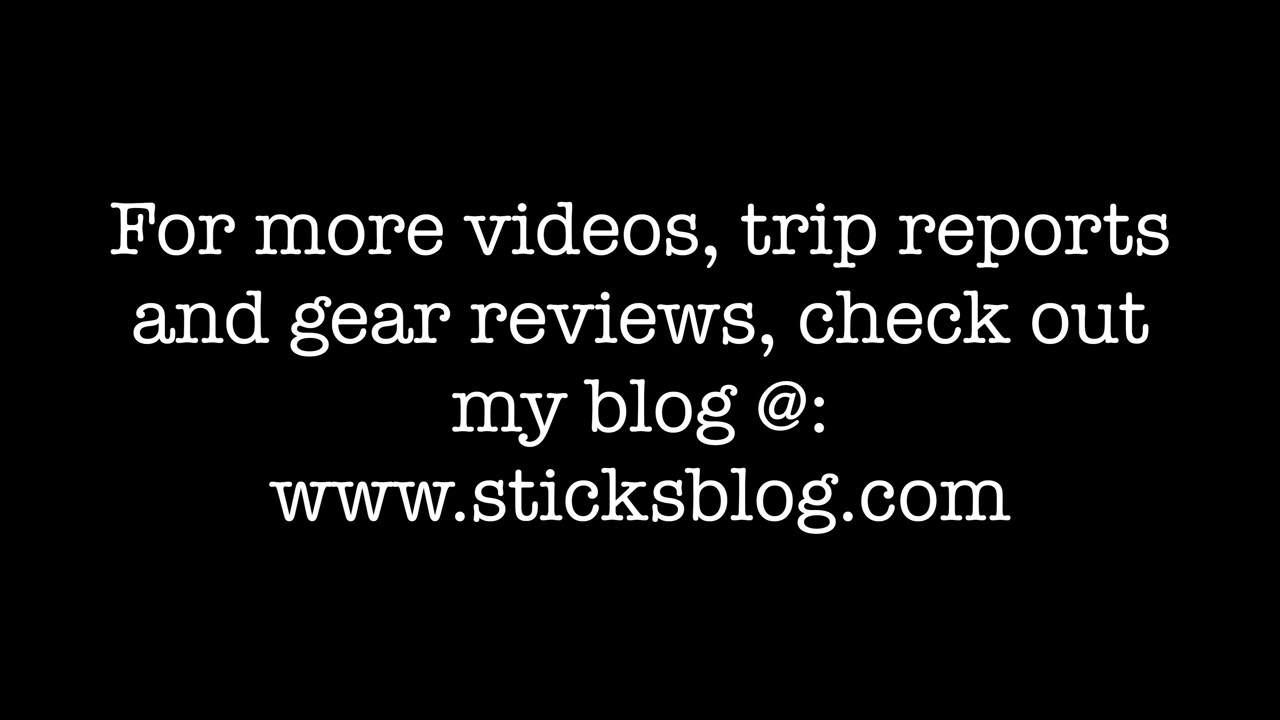 For more videos, trip reports
and gear reviews, check out
my blog @:
www.sticksblog.com